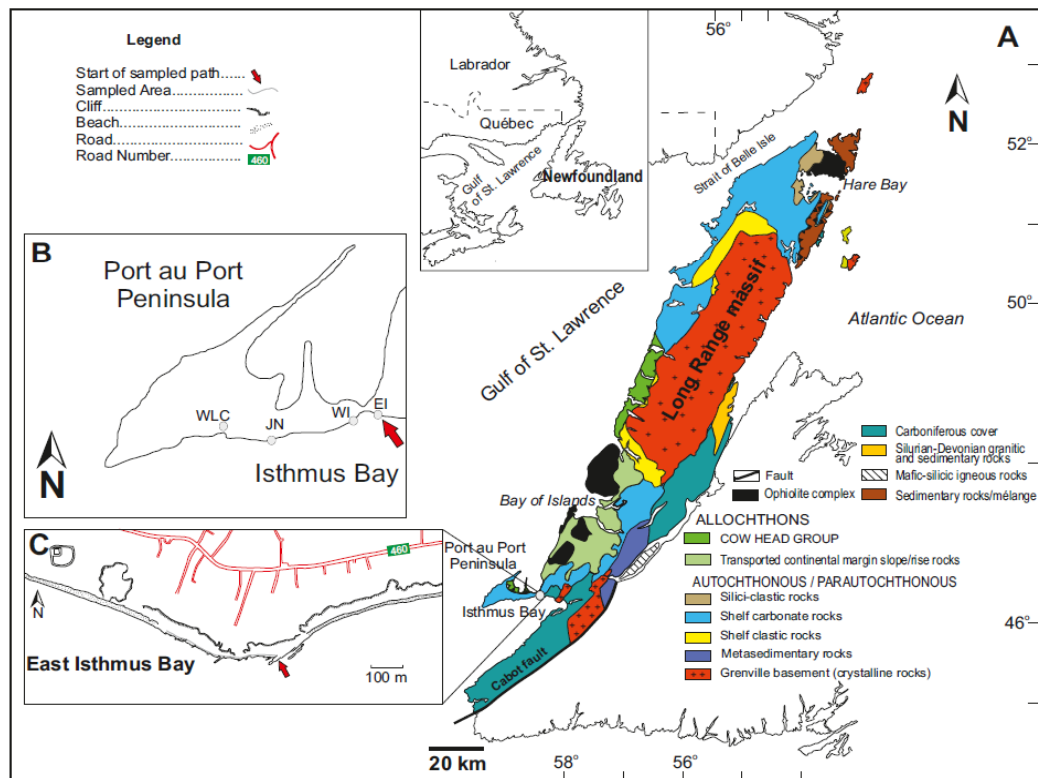 Legend
Start of sampled path......
Sampled Area.................
Cliff................................
Beach............................
Road..............................
Road Number................
460
Labrador
Québec
Gulf
of St. Lawrence
Newfoundland
56°
A
N
52°
Strait of Belle Isle
Hare Bay
50°
Atlantic Ocean
Gulf of St. Lawrence
Long Range massif
B
Port au Port
Peninsula
WLC
JN
WI
EI
Isthmus Bay
N
Bay of Islands
C
460
N
East Isthmus Bay
100 m
Port au Port
Peninsula
Isthmus Bay
Cabot fault
46°
20 km
58°
56°
Carboniferous cover
Silurian-Devonian granitic
and sedimentary rocks
Fault
Mafic-silicic igneous rocks
Ophiolite complex
Sedimentary rocks/mélange
ALLOCHTHONS
COW HEAD GROUP
Transported continental margin slope/rise rocks
AUTOCHTHONOUS / PARAUTOCHTHONOUS
Silici-clastic rocks
Shelf carbonate rocks
Shelf clastic rocks
Metasedimentary rocks
Grenville basement (crystalline rocks)